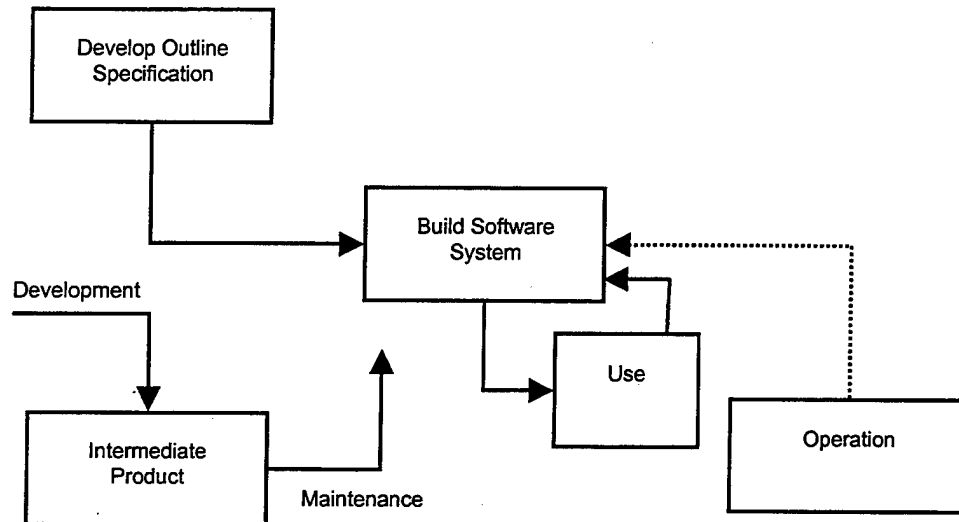 Develop Outline
Specification
Build Software
System
Development
Use
Intermediate
Product
Operation
Maintenance